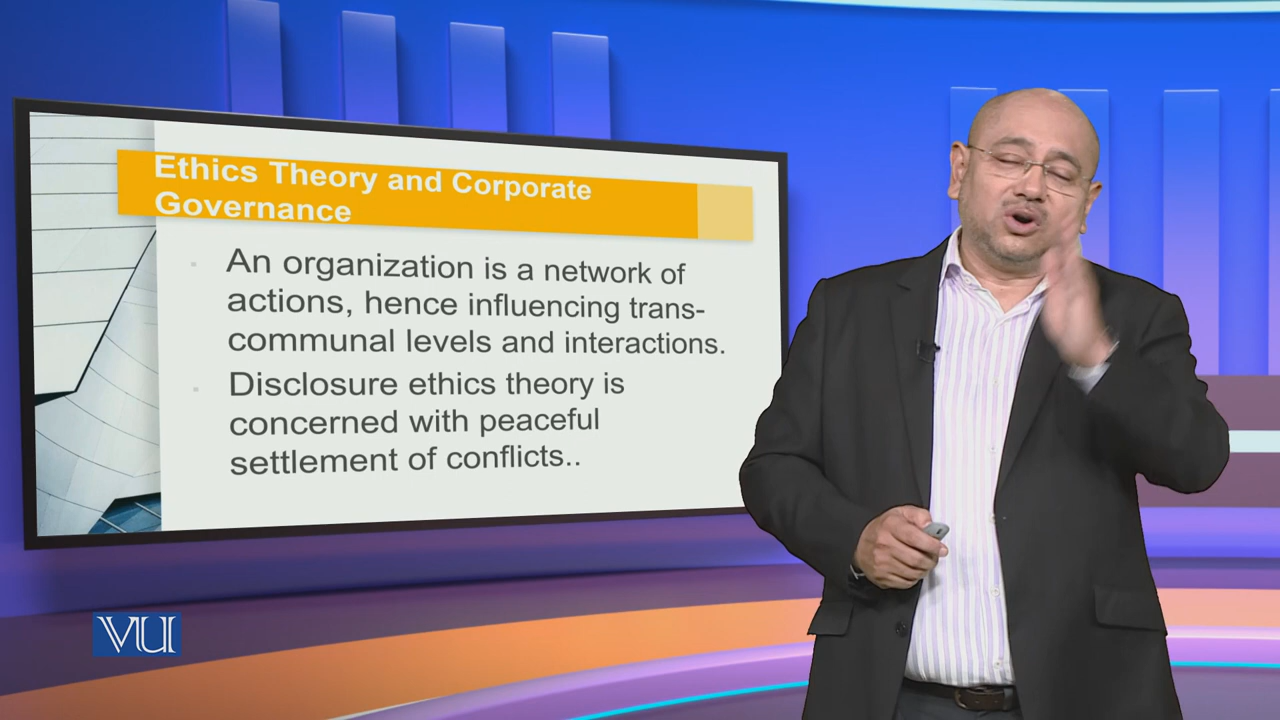 Ethics Theory and Corporate
Governance
An organization is a network of
actions, hence influencing trans-
communal levels and interactions.
Disclosure ethics theory is
concerned with peaceful
settlement of conflicts..
VU